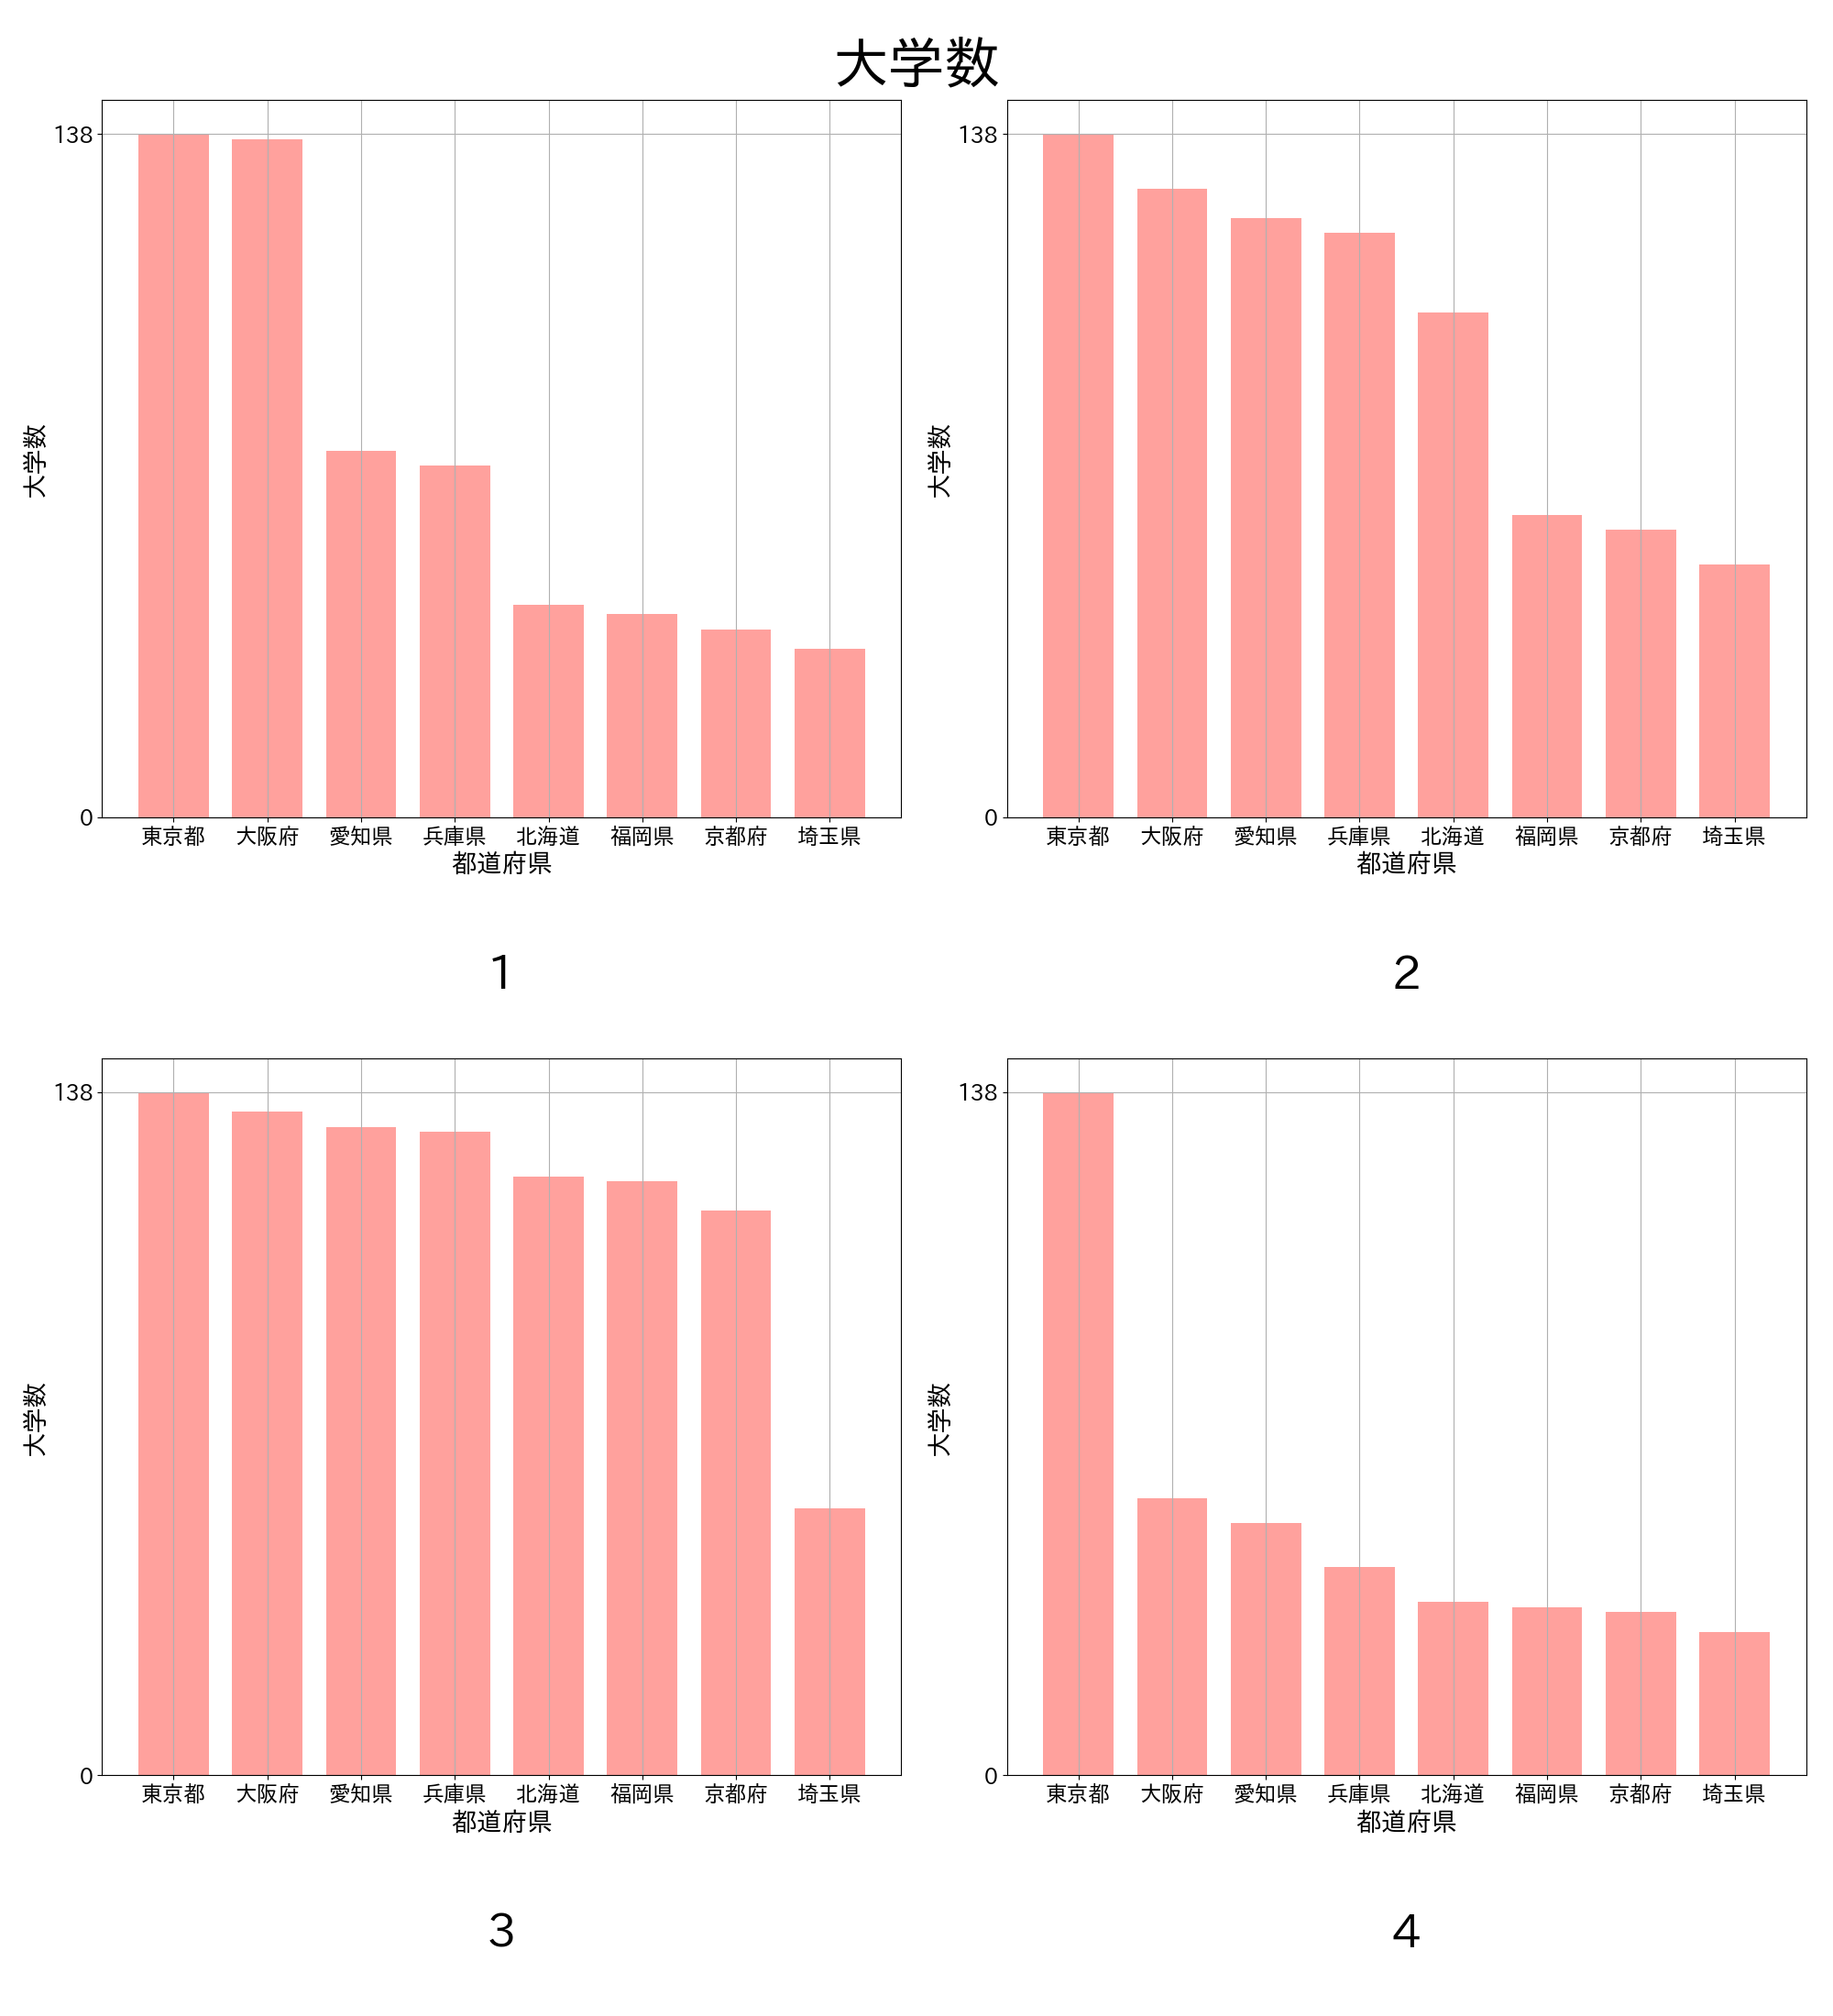 大学数
138
0
大学数
東京都 大阪府 愛知県 兵庫県 北海道 福岡県 京都府 埼玉県
都道府県
1
138
0
大学数
東京都 大阪府 愛知県 兵庫県 北海道 福岡県 京都府 埼玉県
都道府県
2
138
0
大学数
東京都 大阪府 愛知県 兵庫県 北海道 福岡県 京都府 埼玉県
都道府県
3
138
0
大学数
東京都 大阪府 愛知県 兵庫県 北海道 福岡県 京都府 埼玉県
都道府県
4